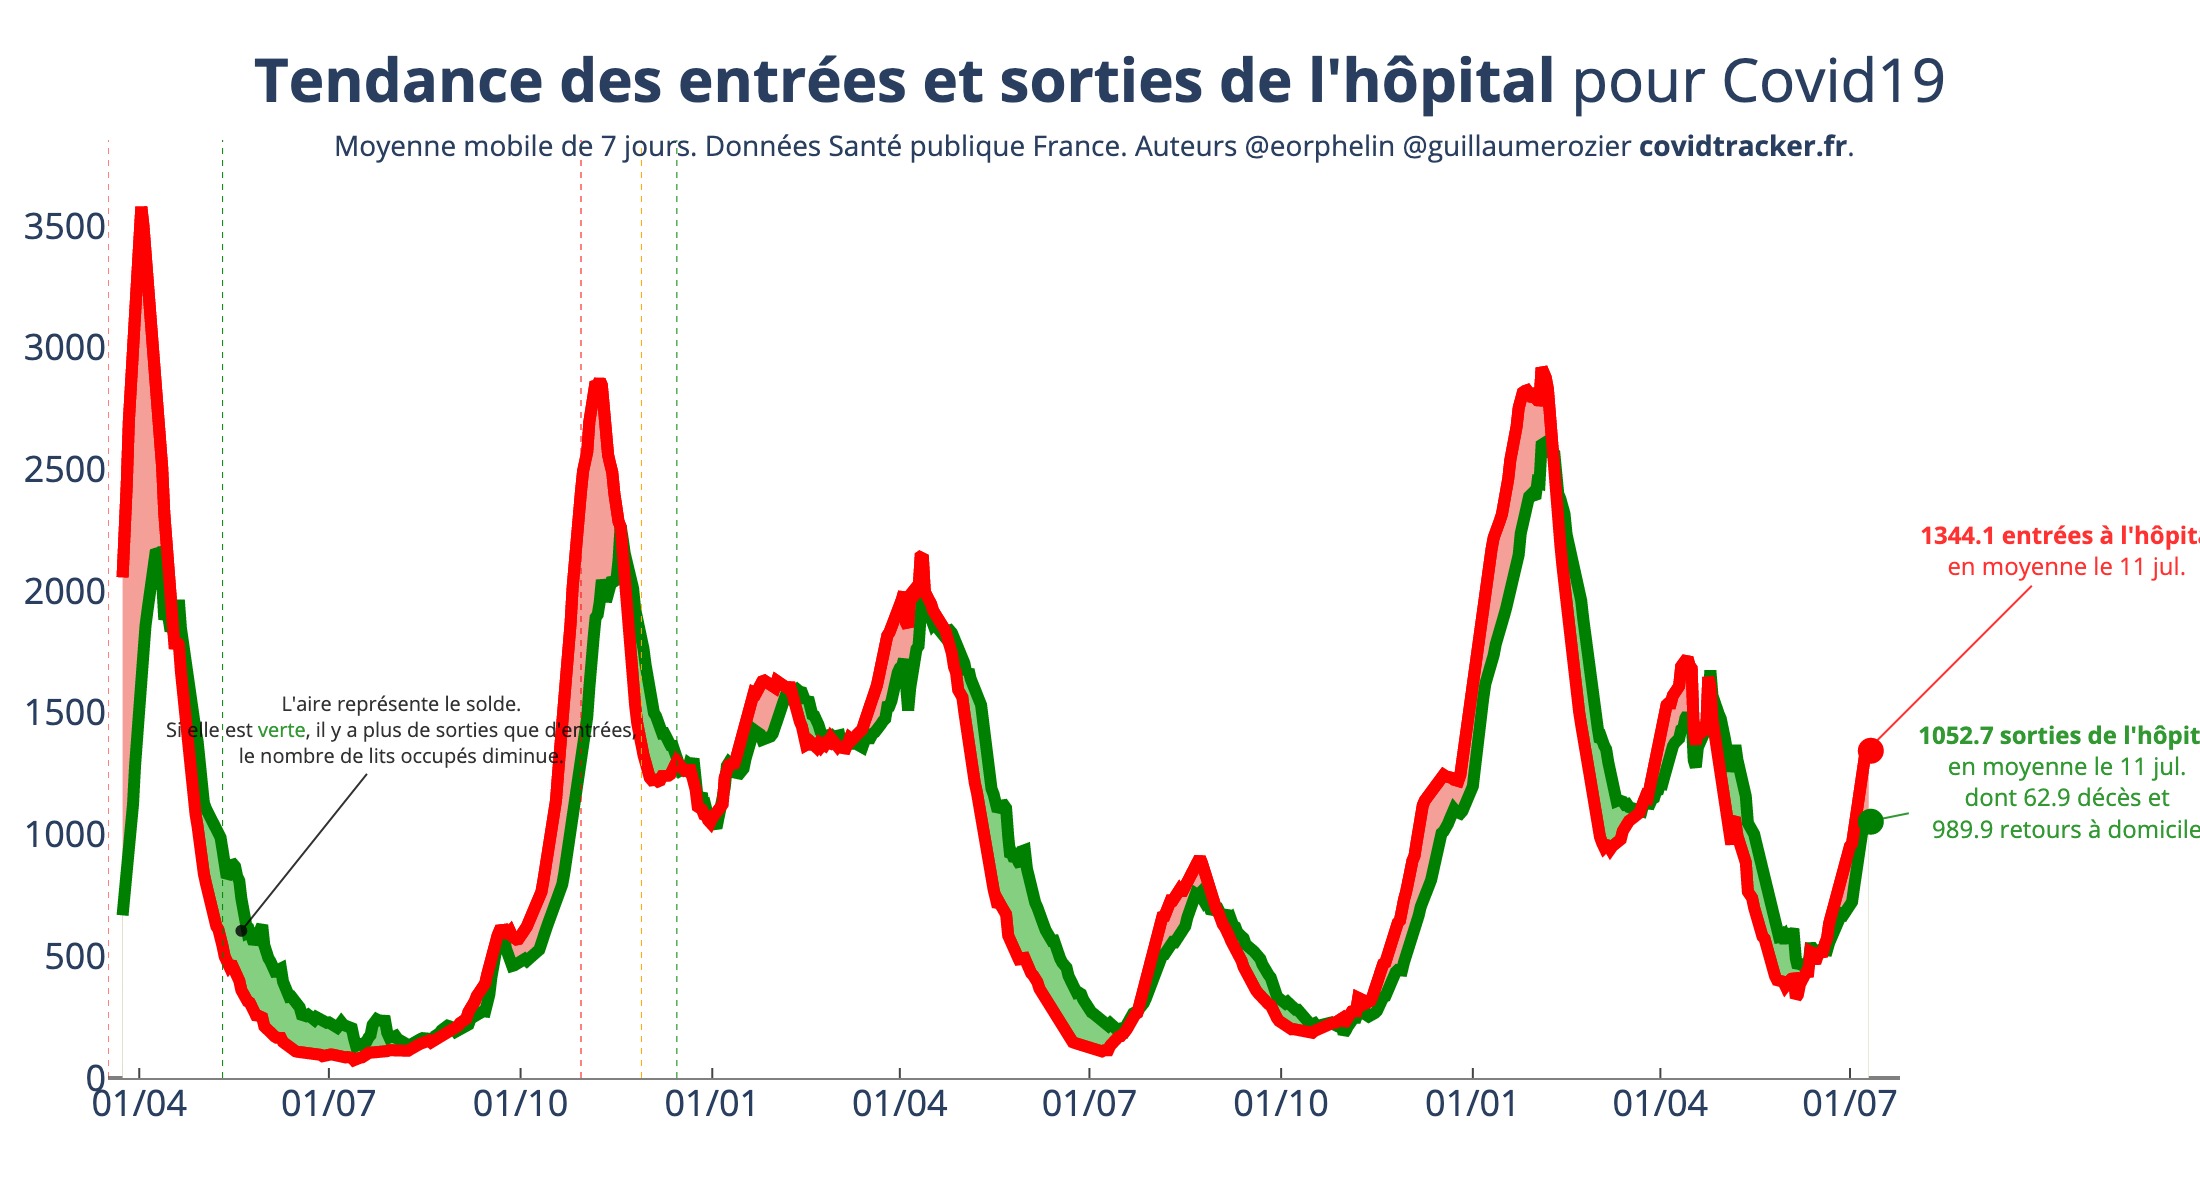 Tendance des entrées et sorties de l'hôpital pour Covid19
Moyenne mobile de 7 jours. Données Santé publique France. Auteurs @eorphelin @guillaumerozier covidtracker.fr.
3500
3000
2500
2000
1500
1000
500
0
L'aire représente le solde.
Si elle est verte, il y a plus de sorties que d'entrées,
le nombre de lits occupés diminue.
1344.1 entrées à l'hôpit
en moyenne le 11 jul.
1052.7 sorties de l'hôpit
en moyenne le 11 jul.
dont 62.9 décès et
989.9 retours à domicile
01/04 01/07 01/10 01/01 01/04 01/07 01/10 01/01 01/04 01/07